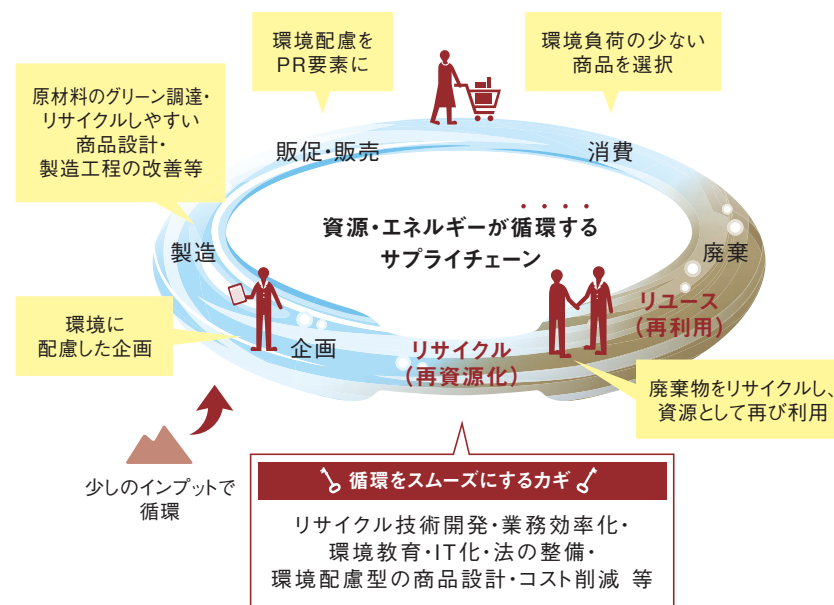 環境配慮を
PR要素に
環境負荷の少ない
商品を選択
原材料のグリーン調達・
リサイクルしやすい
商品設計・
製造工程の改善等
販促・販売
消費
資源・エネルギーが循環する
サプライチェーン
製造
廃棄
環境に
配慮した企画
企画
リサイクル
（再資源化）
リユース
（再利用）
廃棄物をリサイクルし、
資源として再び利用
少しのインプットで
循環
循環をスムーズにするカギ
リサイクル技術開発・業務効率化・
環境教育・IT化・法の整備・
環境配慮型の商品設計・コスト削減 等